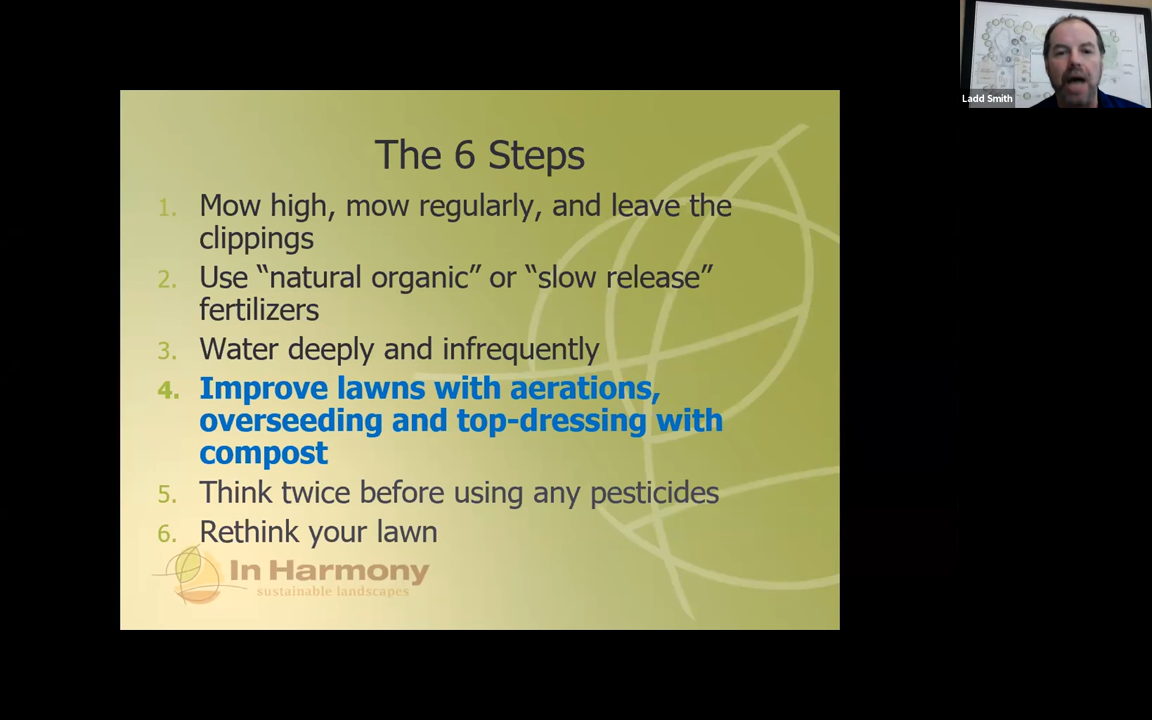 Ladd Smith
The 6 Steps
1. Mow high, mow regularly, and leave the
clippings
2. Use “natural organic” or “slow release”
fertilizers
3. Water deeply and infrequently
4. Improve lawns with aerations,
overseeding and top-dressing with
compost
5. Think twice before using any pesticides
6. Rethink your lawn
In Harmony
sustainable landscapes